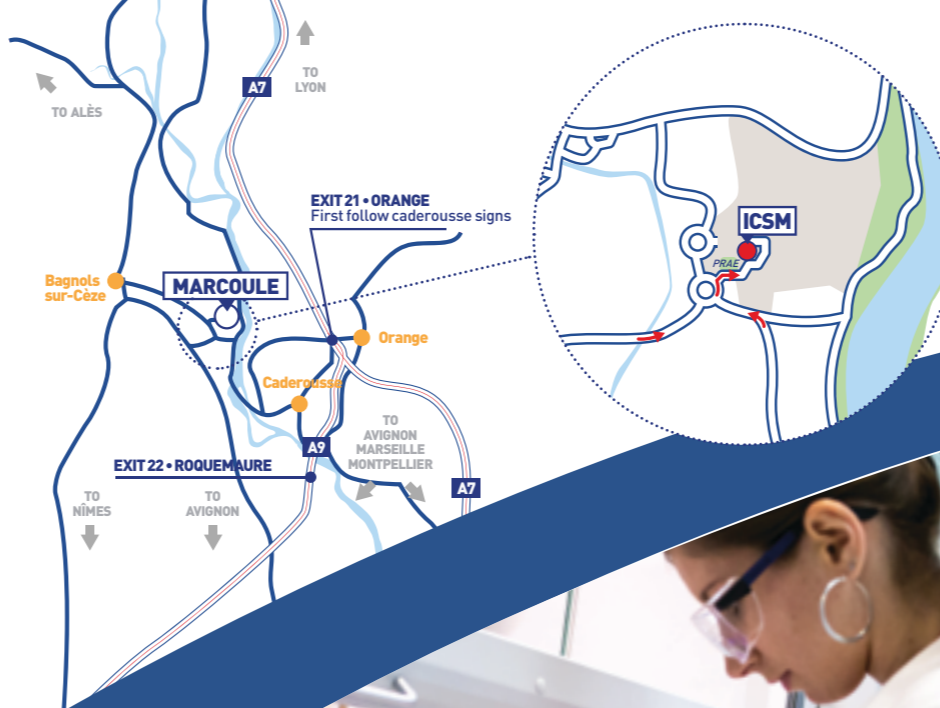 TO
LYON
A7
TO ALÈS
EXIT 21 • ORANGE
First follow caderousse signs
ICSM
PRAE
Bagnols
sur-Cèze
MARCOULE
Orange
Caderousse
TO
AVIGNON
MARSEILLE
MONTPELLIER
A9
EXIT 22 • ROQUEMAURE
A7
TO
NÎMES
TO
AVIGNON